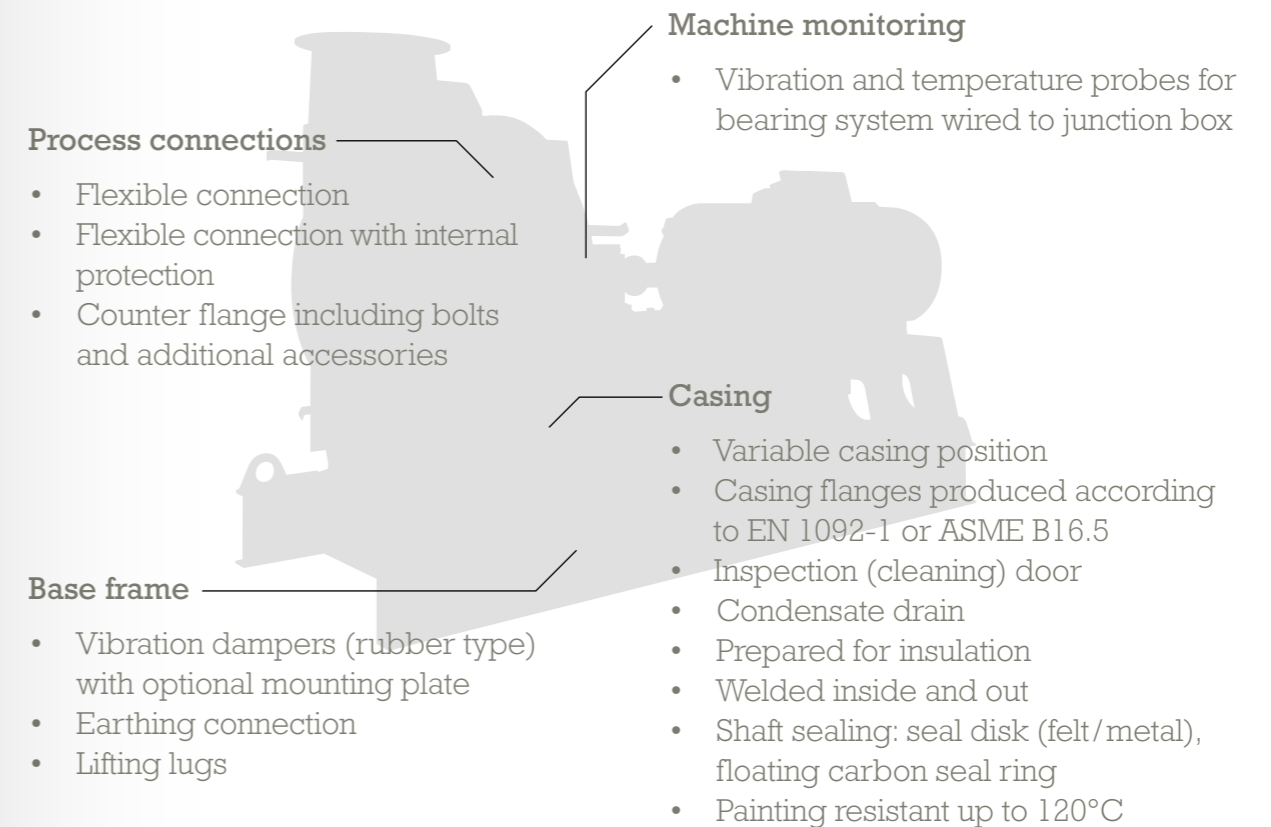 Machine monitoring
• Vibration and temperature probes for
bearing system wired to junction box
Process connections
• Flexible connection
• Flexible connection with internal
protection
• Counter flange including bolts
and additional accessories
Casing
• Variable casing position
• Casing flanges produced according
to EN 1092-1 or ASME B16.5
• Inspection (cleaning) door
• Condensate drain
• Prepared for insulation
• Welded inside and out
• Shaft sealing: seal disk (felt/metal),
floating carbon seal ring
• Painting resistant up to 120°C
Base frame
• Vibration dampers (rubber type)
with optional mounting plate
• Earthing connection
• Lifting lugs